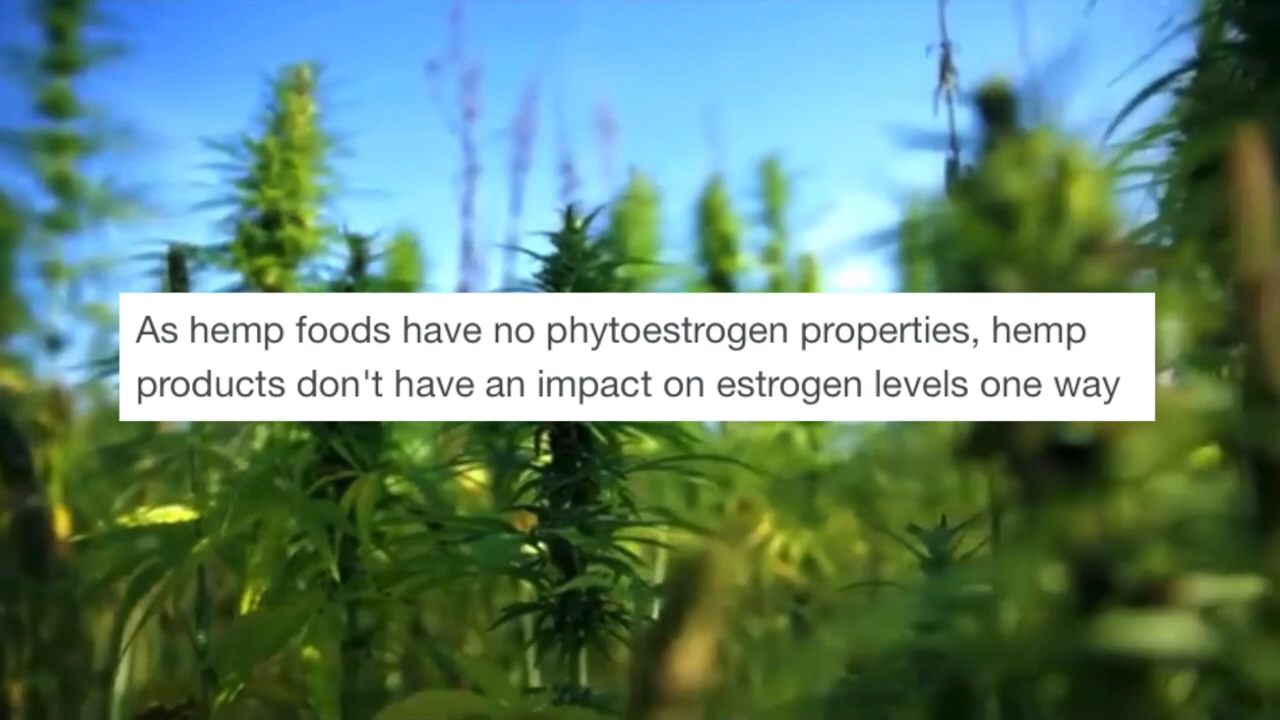 As hemp foods have no phytoestrogen properties, hemp
products don't have an impact on estrogen levels one way